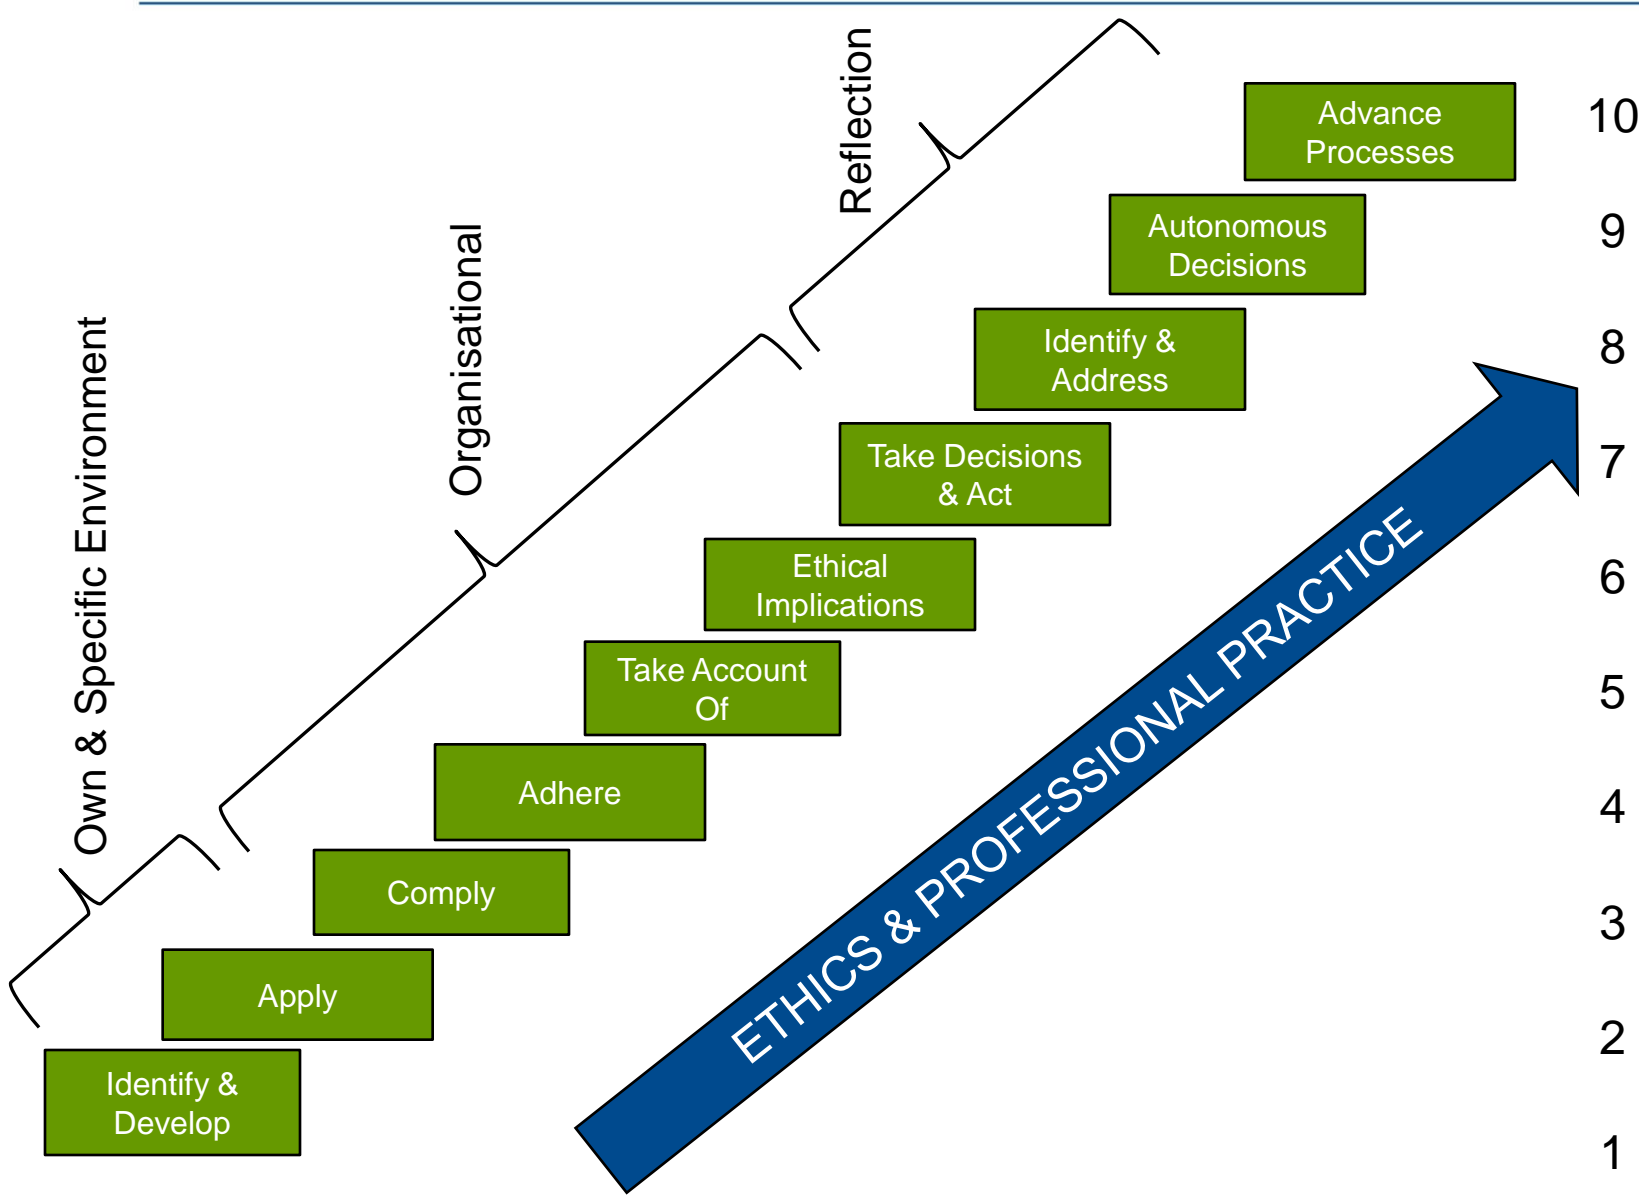 Reflection
Organisational
Own & Specific Environment
Advance
Processes
10
Autonomous
Decisions
9
Identify &
Address
8
Take Decisions
& Act
7
Ethical
Implications
6
Take Account
Of
5
Adhere
4
Comply
3
Apply
2
Identify &
Develop
1
ETHICS & PROFESSIONAL PRACTICE